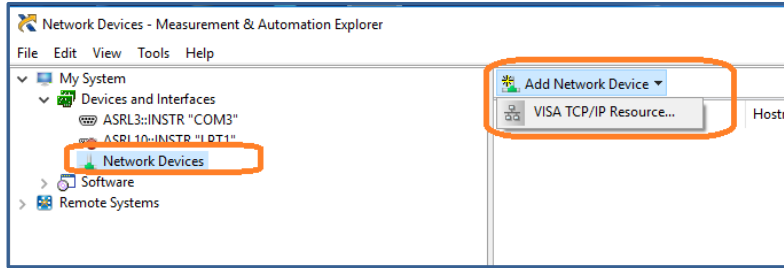 Network Devices - Measurement & Automation Explorer
File Edit View Tools Help
My System
Devices and Interfaces
ASRL3::INSTR "COM3"
ASRL10::INSTR "LPT1"
Network Devices
Software
Remote Systems
Add Network Device
VISA TCP/IP Resource...